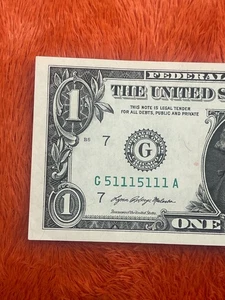 FEDERAL
1
THE UNITED S
THIS NOTE IS LEGAL TENDER
FOR ALL DEBTS, PUBLIC AND PRIVATE
7
G
G 51115111 A
7
1
ONE